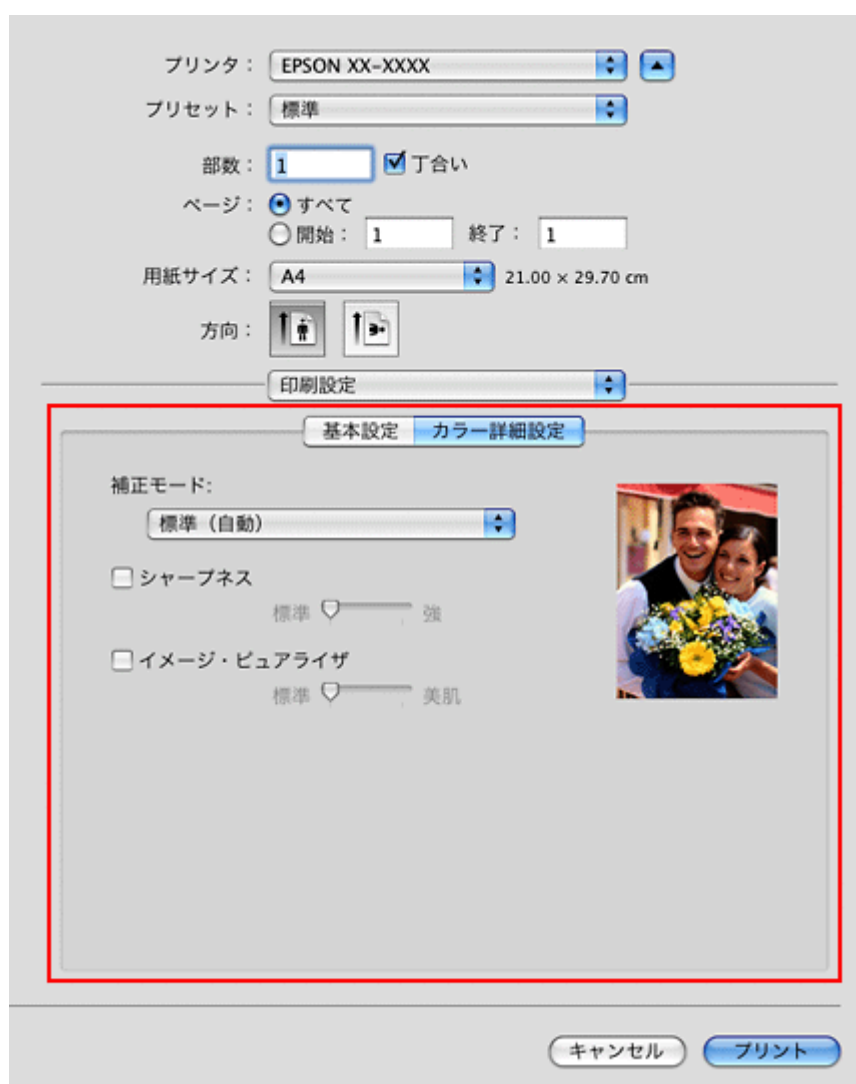 プリンタ： EPSON XX-XXXX
プリセット： 標準
部数： 1 丁合い
ページ： すべて
開始： 1 終了： 1
用紙サイズ： A4 21.00 × 29.70 cm
方向：
印刷設定
基本設定 カラー詳細設定
補正モード:
標準（自動）
シャープネス
標準 強
イメージ・ピュアライザ
標準 美肌
キャンセル プリント